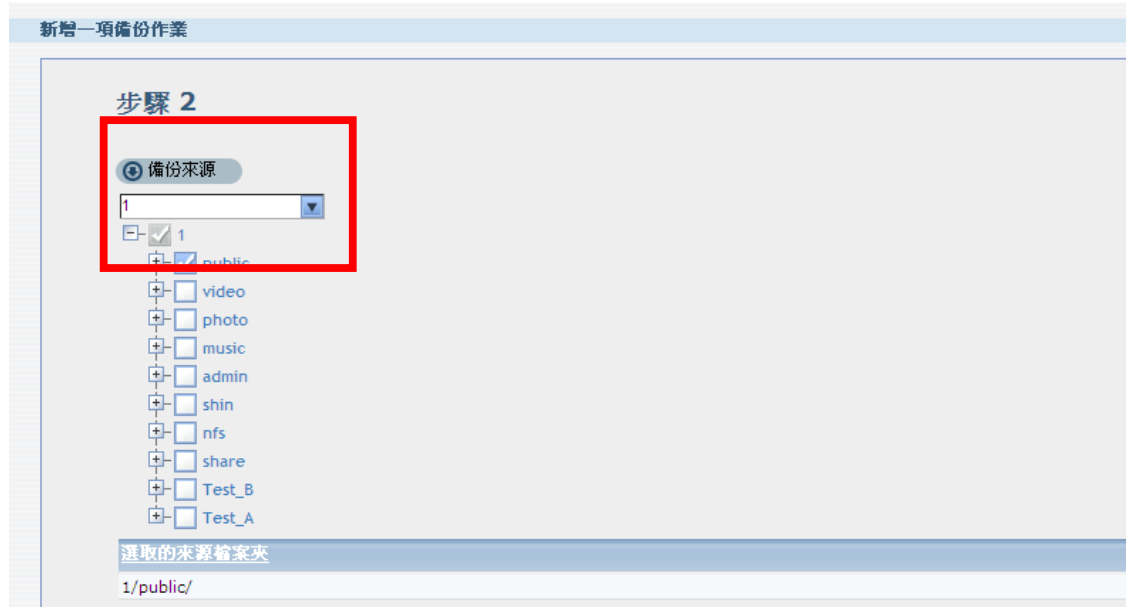 新增一項備份作業
步驟 2
備份來源
1
1
public
video
photo
music
admin
shin
nfs
share
Test_B
Test_A
選取的來源檔案夾
1/public/